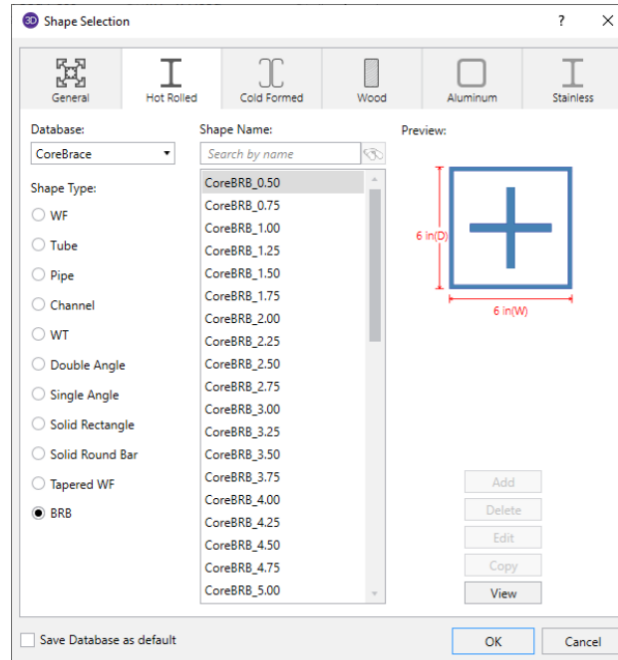 3D Shape Selection
General
Hot Rolled
Cold Formed
Wood
Aluminum
Stainless
Database:
CoreBrace
Shape Type:
WF
Tube
Pipe
Channel
WT
Double Angle
Single Angle
Solid Rectangle
Solid Round Bar
Tapered WF
BRB
Shape Name:
Search by name
CoreBRB_0.50
CoreBRB_0.75
CoreBRB_1.00
CoreBRB_1.25
CoreBRB_1.50
CoreBRB_1.75
CoreBRB_2.00
CoreBRB_2.25
CoreBRB_2.50
CoreBRB_2.75
CoreBRB_3.00
CoreBRB_3.25
CoreBRB_3.50
CoreBRB_3.75
CoreBRB_4.00
CoreBRB_4.25
CoreBRB_4.50
CoreBRB_4.75
CoreBRB_5.00
Preview:
6 in(D)
6 in(W)
Add
Delete
Edit
Copy
View
Save Database as default
OK
Cancel